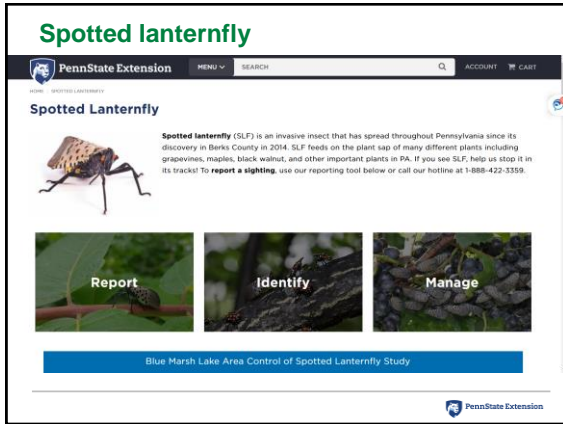 Spotted lanternfly
PennState Extension MENU SEARCH ACCOUNT CART
HOME SPOTTED LANTERNFLY
Spotted Lanternfly
Spotted lanternfly (SLF) is an invasive insect that has spread throughout Pennsylvania since its
discovery in Berks County in 2014. SLF feeds on the plant sap of many different plants including
grapevines, maples, black walnut, and other important plants in PA. If you see SLF, help us stop it in
its tracks! To report a sighting, use our reporting tool below or call our hotline at 1-888-422-3359.
Report Identify Manage
Blue Marsh Lake Area Control of Spotted Lanternfly Study
PennState Extension